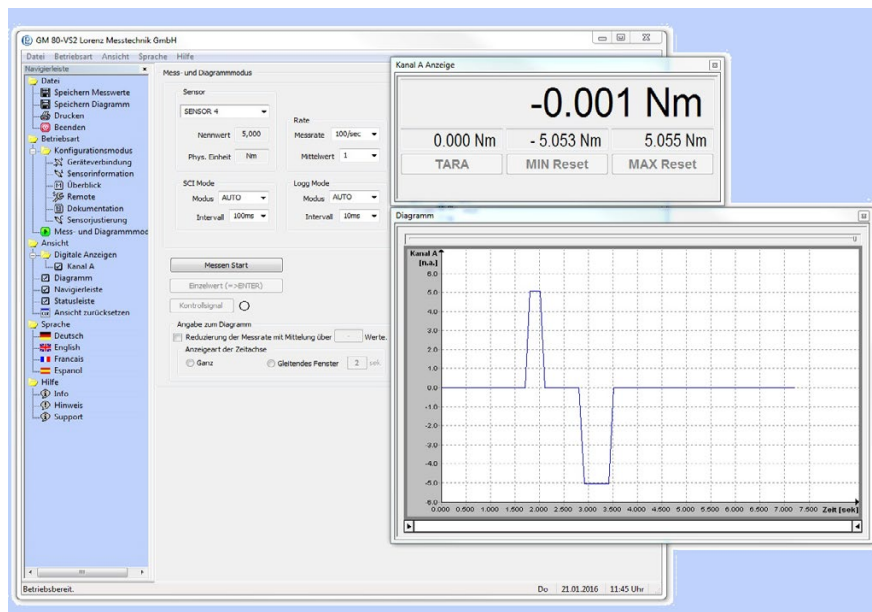 GM 80-VS2 Lorenz Messtechnik GmbH
Datei Betriebsart Ansicht Sprache Hilfe
Navigierleiste
Datei
Speichern Messwerte
Speichern Diagramm
Drucken
Beenden
Betriebsart
Konfigurationsmodus
Geräteverbindung
Sensorinformation
Überblick
Remote
Dokumentation
Sensorjustierung
Mess- und Diagrammmoc
Ansicht
Digitale Anzeigen
Kanal A
Diagramm
Navigierleiste
Statusleiste
Ansicht zurücksetzen
Sprache
Deutsch
English
Francais
Espanol
Hilfe
Info
Hinweis
Support
Mess- und Diagrammmodus
Sensor
SENSOR 4
Nennwert 5,000
Phys. Einheit Nm
Rate
Messrate 100/sec
Mittelwert 1
SCI Mode
Modus AUTO
Intervall 100ms
Logg Mode
Modus AUTO
Intervall 10ms
Messen Start
Einzelwert (=>ENTER)
Kontrollsignal
Angabe zum Diagramm
Reduzierung der Messrate mit Mittelung über - Werte.
Anzeigeart der Zeitachse
Ganz Gleitendes Fenster 2 sek.
Kanal A Anzeige
-0.001 Nm
0.000 Nm - 5.053 Nm 5.055 Nm
TARA MIN Reset MAX Reset
Diagramm
Kanal A
[n.a.]
6.0
5.0
4.0
3.0
2.0
1.0
0.0
-1.0
-2.0
-3.0
-4.0
-5.0
-6.0
0.000 0.500 1.000 1.500 2.000 2.500 3.000 3.500 4.000 4.500 5.000 5.500 6.000 6.500 7.000 7.500 Zeit [sek]
Betriebsbereit. Do 21.01.2016 11:45 Uhr